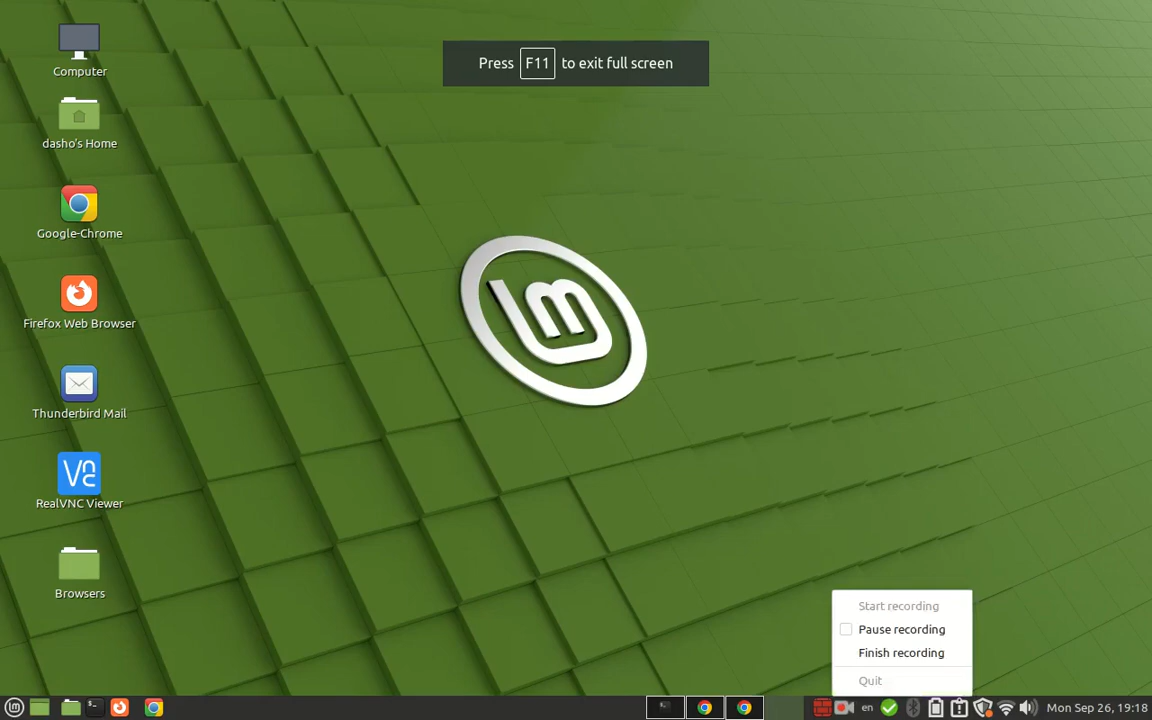 Press F11 to exit full screen
Computer
dasho's Home
Google-Chrome
Firefox Web Browser
Thunderbird Mail
RealVNC Viewer
Browsers
Start recording
Pause recording
Finish recording
Quit
en
Mon Sep 26, 19:18